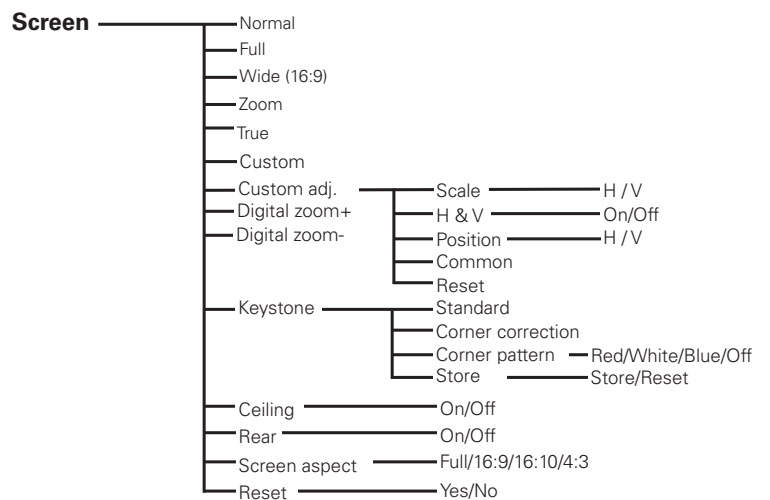 Screen Normal
Full
Wide (16:9)
Zoom
True
Custom
Custom adj. Scale H / V
Digital zoom+ H & V On/Off
Digital zoom- Position H / V
Common
Reset
Keystone Standard
Corner correction
Corner pattern Red/White/Blue/Off
Store Store/Reset
Ceiling On/Off
Rear On/Off
Screen aspect Full/16:9/16:10/4:3
Reset Yes/No